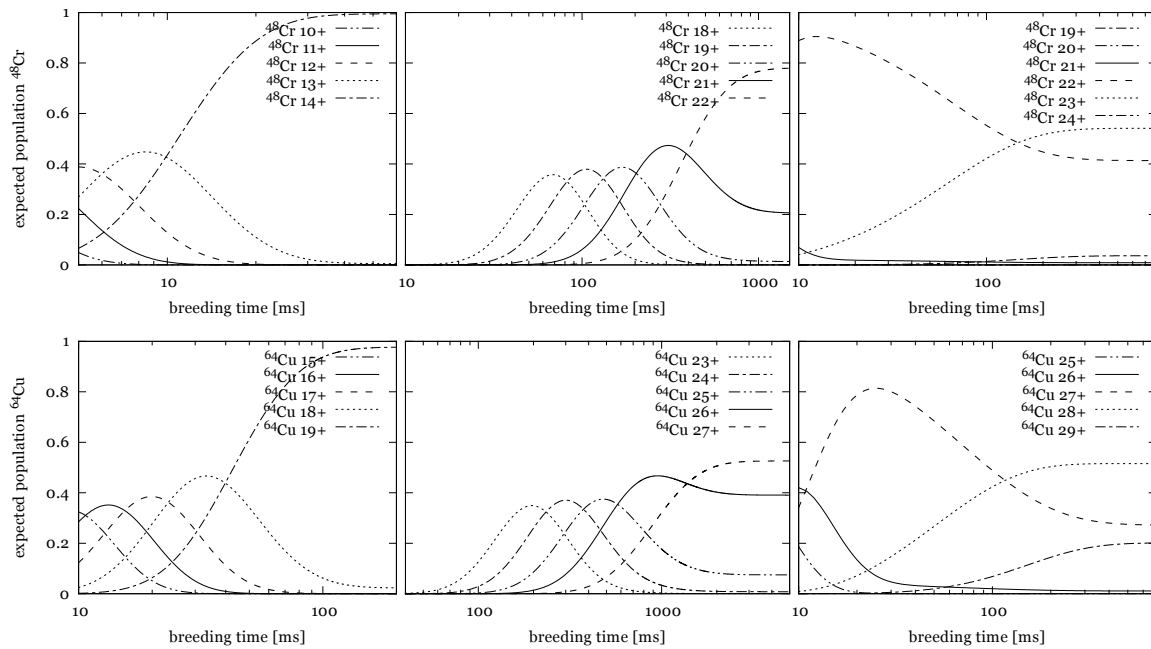 expected population ⁴⁸Cr
1
0.8
0.6
0.4
0.2
0
⁴⁸Cr 10+
⁴⁸Cr 11+
⁴⁸Cr 12+
⁴⁸Cr 13+
⁴⁸Cr 14+
10
breeding time [ms]
⁴⁸Cr 18+
⁴⁸Cr 19+
⁴⁸Cr 20+
⁴⁸Cr 21+
⁴⁸Cr 22+
10
100
1000
breeding time [ms]
⁴⁸Cr 19+
⁴⁸Cr 20+
⁴⁸Cr 21+
⁴⁸Cr 22+
⁴⁸Cr 23+
⁴⁸Cr 24+
10
100
breeding time [ms]
expected population ⁶⁴Cu
1
0.8
0.6
0.4
0.2
0
⁶⁴Cu 15+
⁶⁴Cu 16+
⁶⁴Cu 17+
⁶⁴Cu 18+
⁶⁴Cu 19+
10
100
breeding time [ms]
⁶⁴Cu 23+
⁶⁴Cu 24+
⁶⁴Cu 25+
⁶⁴Cu 26+
⁶⁴Cu 27+
100
1000
breeding time [ms]
⁶⁴Cu 25+
⁶⁴Cu 26+
⁶⁴Cu 27+
⁶⁴Cu 28+
⁶⁴Cu 29+
10
100
breeding time [ms]